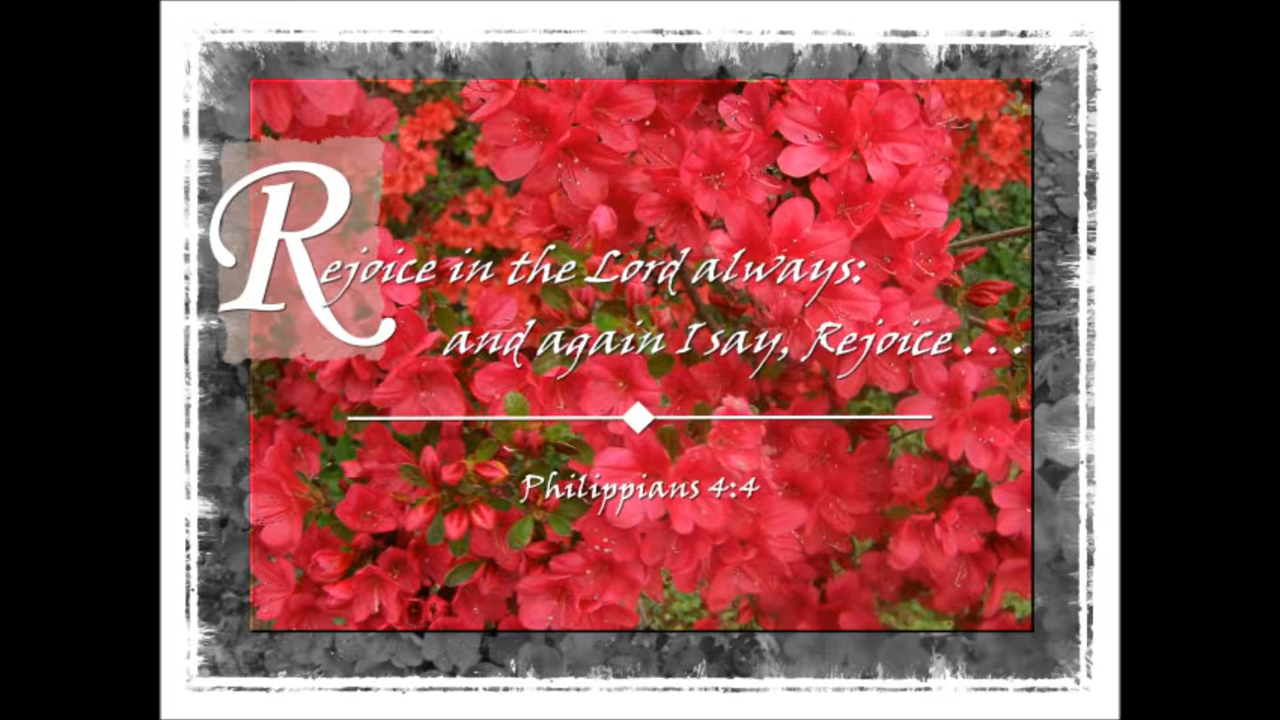 Rejoice in the Lord always:
and again I say, Rejoice . . .
Philippians 4:4